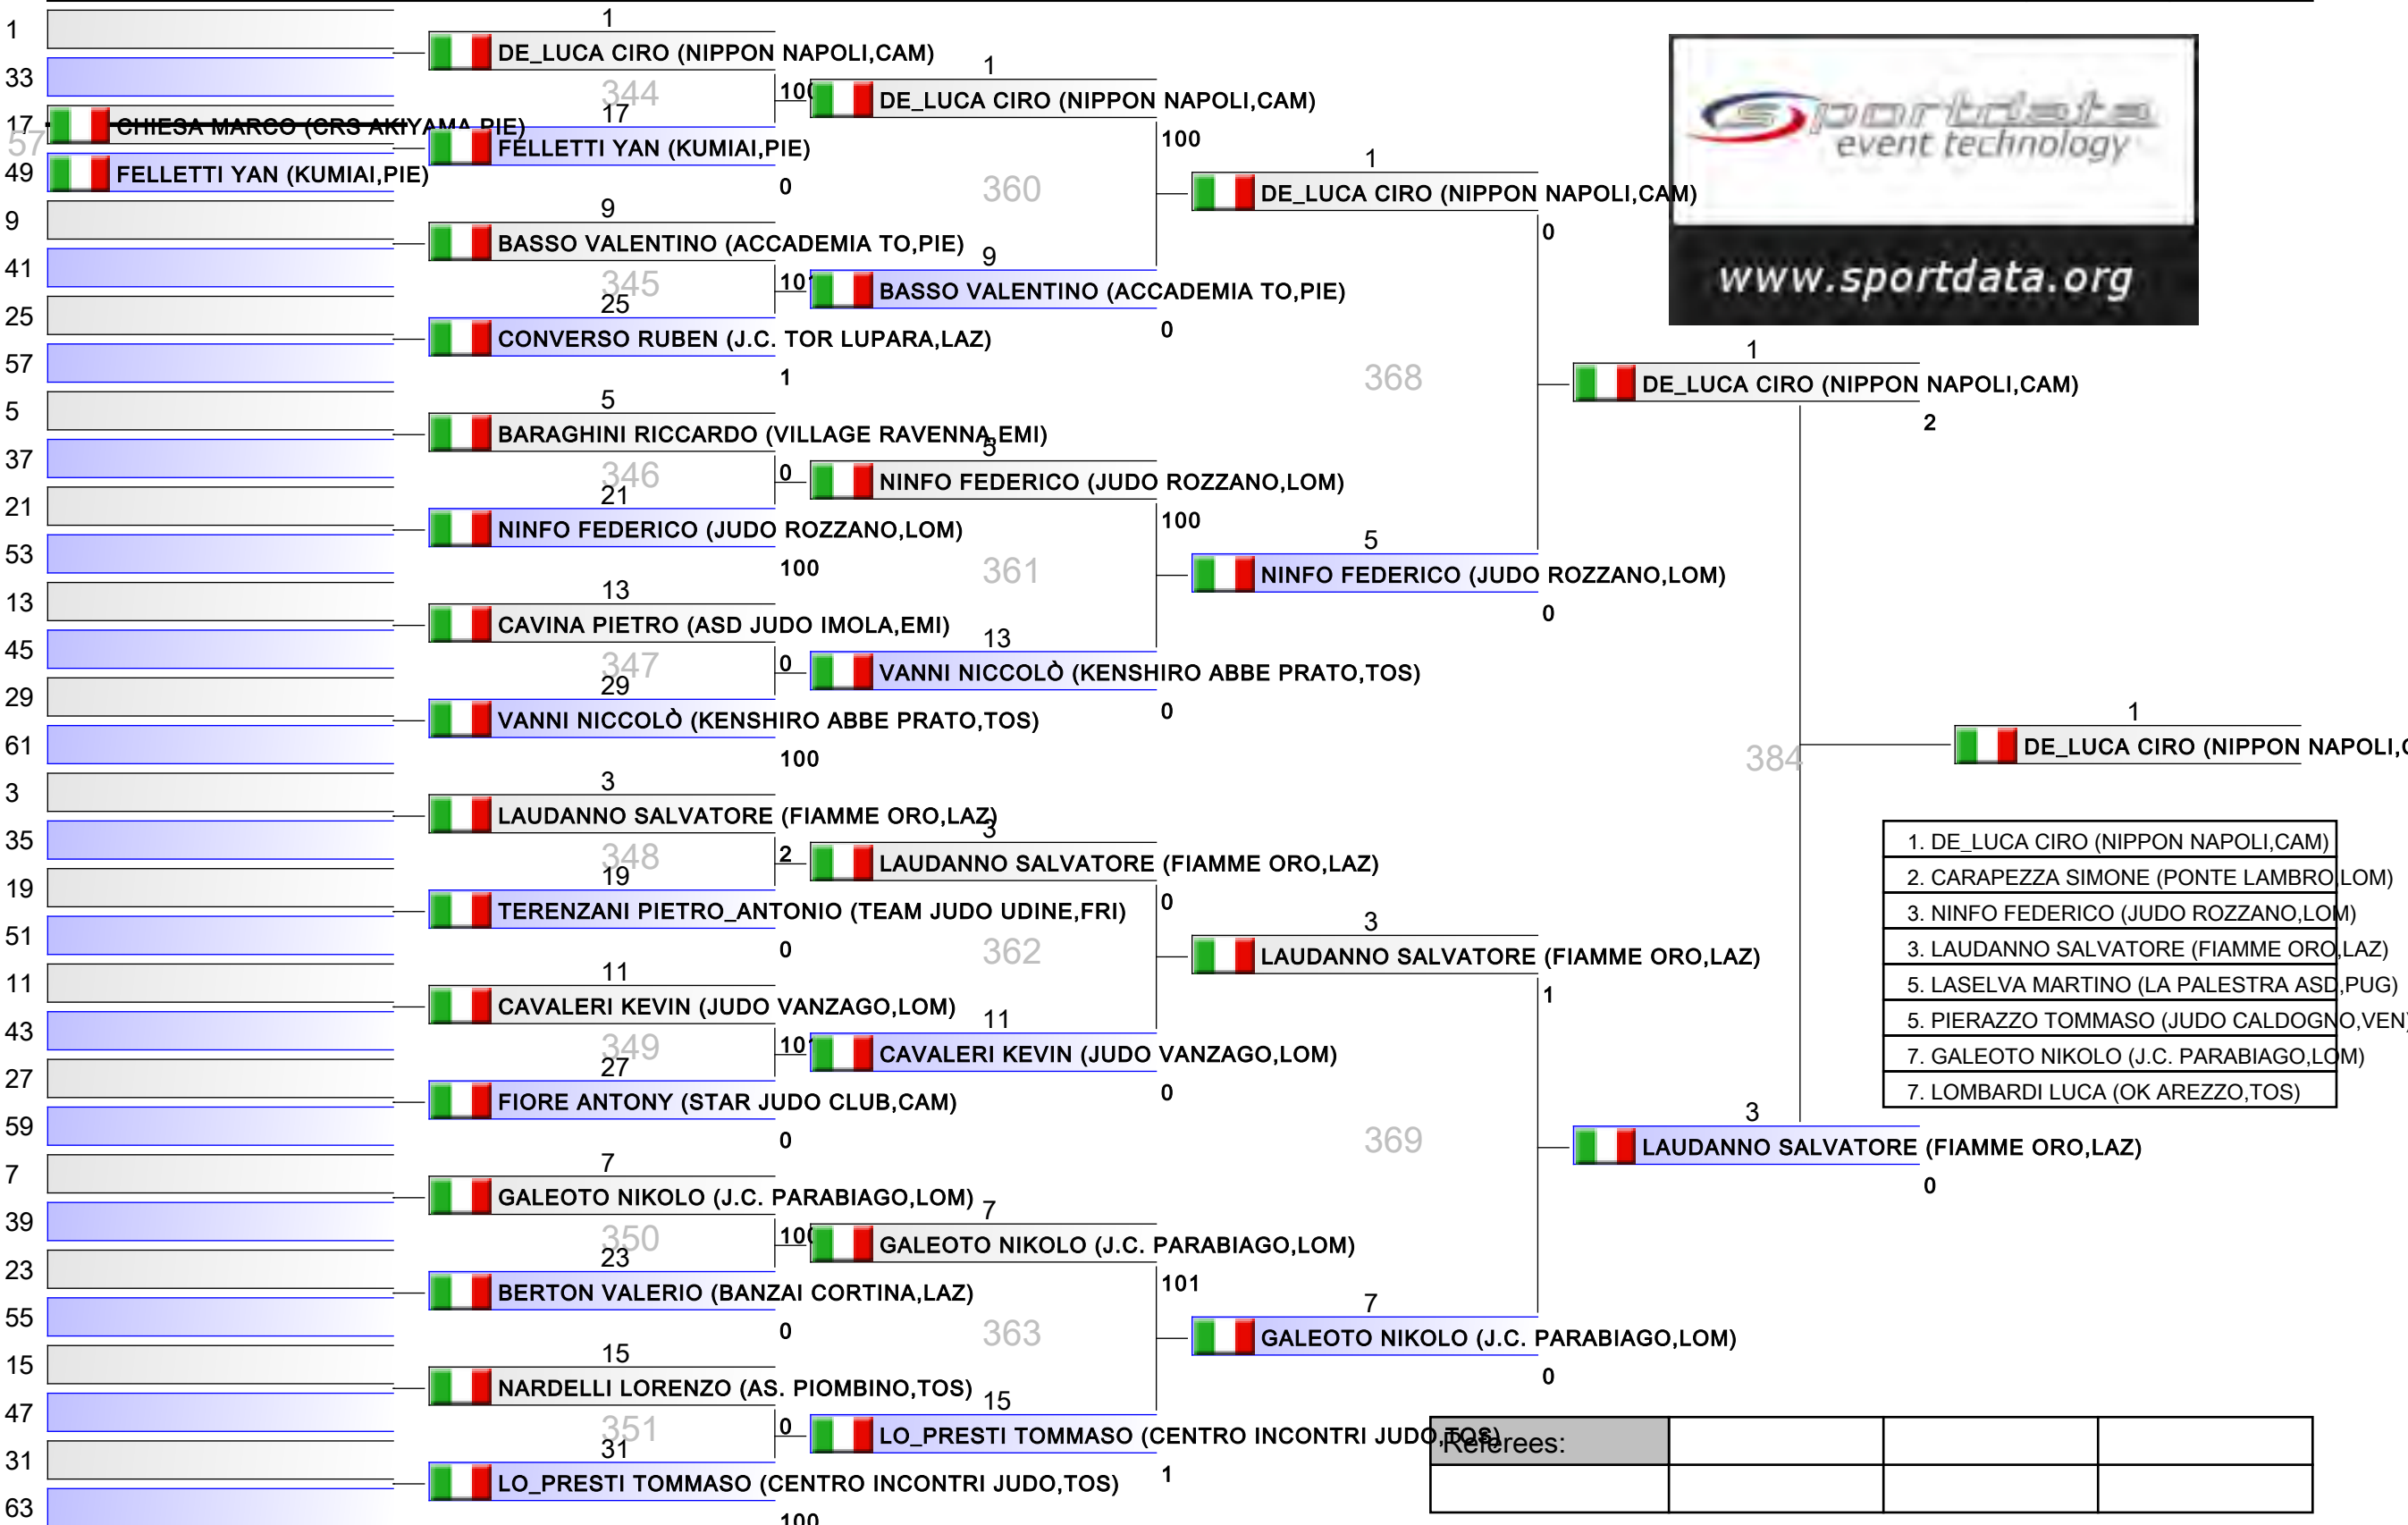 1
33
17
57
49
9
41
25
57
5
37
21
53
13
45
29
61
3
35
19
51
11
43
27
59
7
39
23
55
15
47
31
63
CHIESA MARCO (CRS AKIYAMA,PIE)
FELLETTI YAN (KUMIAI,PIE)
1
DE_LUCA CIRO (NIPPON NAPOLI,CAM)
344
100
17
FELLETTI YAN (KUMIAI,PIE)
0
9
BASSO VALENTINO (ACCADEMIA TO,PIE)
345
101
25
CONVERSO RUBEN (J.C. TOR LUPARA,LAZ)
1
5
BARAGHINI RICCARDO (VILLAGE RAVENNA,EMI)
346
0
21
NINFO FEDERICO (JUDO ROZZANO,LOM)
100
13
CAVINA PIETRO (ASD JUDO IMOLA,EMI)
347
0
29
VANNI NICCOLÒ (KENSHIRO ABBE PRATO,TOS)
100
3
LAUDANNO SALVATORE (FIAMME ORO,LAZ)
348
2
19
TERENZANI PIETRO_ANTONIO (TEAM JUDO UDINE,FRI)
0
11
CAVALERI KEVIN (JUDO VANZAGO,LOM)
349
101
27
FIORE ANTONY (STAR JUDO CLUB,CAM)
0
7
GALEOTO NIKOLO (J.C. PARABIAGO,LOM)
350
100
23
BERTON VALERIO (BANZAI CORTINA,LAZ)
0
15
NARDELLI LORENZO (AS. PIOMBINO,TOS)
351
0
31
LO_PRESTI TOMMASO (CENTRO INCONTRI JUDO,TOS)
100
1
DE_LUCA CIRO (NIPPON NAPOLI,CAM)
100
360
9
BASSO VALENTINO (ACCADEMIA TO,PIE)
0
5
NINFO FEDERICO (JUDO ROZZANO,LOM)
100
361
13
VANNI NICCOLÒ (KENSHIRO ABBE PRATO,TOS)
0
3
LAUDANNO SALVATORE (FIAMME ORO,LAZ)
0
362
11
CAVALERI KEVIN (JUDO VANZAGO,LOM)
0
7
GALEOTO NIKOLO (J.C. PARABIAGO,LOM)
101
363
15
LO_PRESTI TOMMASO (CENTRO INCONTRI JUDO,TOS)
1
1
DE_LUCA CIRO (NIPPON NAPOLI,CAM)
0
368
5
NINFO FEDERICO (JUDO ROZZANO,LOM)
0
3
LAUDANNO SALVATORE (FIAMME ORO,LAZ)
1
369
7
GALEOTO NIKOLO (J.C. PARABIAGO,LOM)
0
sportdata
event technology
www.sportdata.org
1
DE_LUCA CIRO (NIPPON NAPOLI,CAM)
2
384
3
LAUDANNO SALVATORE (FIAMME ORO,LAZ)
0
1
DE_LUCA CIRO (NIPPON NAPOLI,
1. DE_LUCA CIRO (NIPPON NAPOLI,CAM)
2. CARAPEZZA SIMONE (PONTE LAMBRO,LOM)
3. NINFO FEDERICO (JUDO ROZZANO,LOM)
3. LAUDANNO SALVATORE (FIAMME ORO,LAZ)
5. LASELVA MARTINO (LA PALESTRA ASD,PUG)
5. PIERAZZO TOMMASO (JUDO CALDOGNO,VEN)
7. GALEOTO NIKOLO (J.C. PARABIAGO,LOM)
7. LOMBARDI LUCA (OK AREZZO,TOS)
Referees: